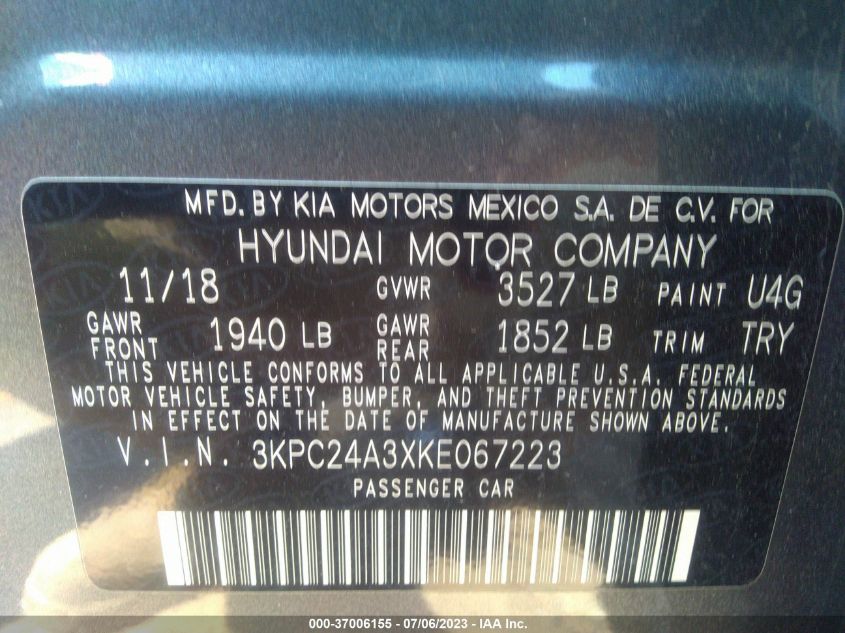 MFD. BY KIA MOTORS MEXICO S.A. DE C.V. FOR
HYUNDAI MOTOR COMPANY
11/18 GVWR 3527 LB PAINT U4G
GAWR FRONT 1940 LB GAWR REAR 1852 LB TRIM TRY
THIS VEHICLE CONFORMS TO ALL APPLICABLE U.S.A. FEDERAL
MOTOR VEHICLE SAFETY, BUMPER, AND THEFT PREVENTION STANDARDS
IN EFFECT ON THE DATE OF MANUFACTURE SHOWN ABOVE.
V.I.N. 3KPC24A3XKE067223
PASSENGER CAR
000-37006155 - 07/06/2023 - IAA Inc.